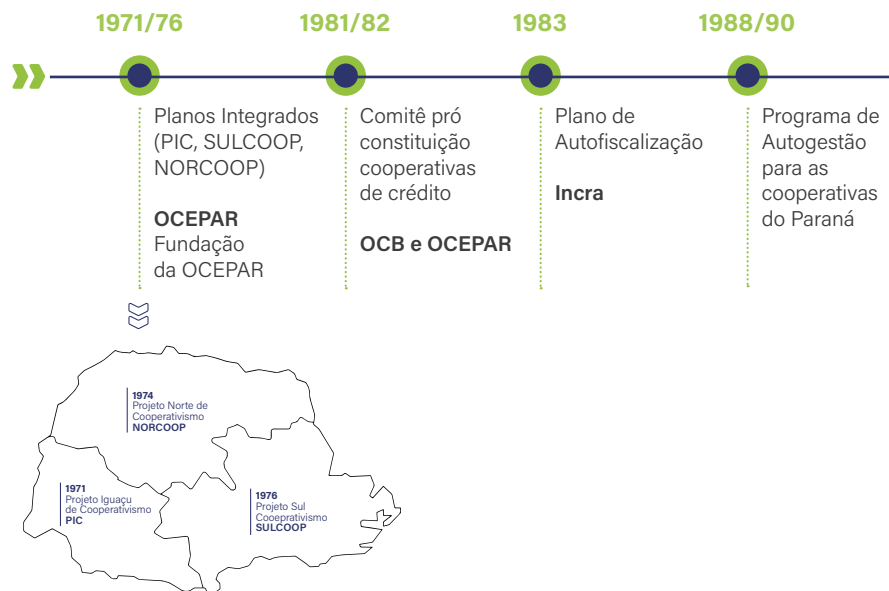 1971/76
Planos Integrados
(PIC, SULCOOP,
NORCOOP)
OCEPAR
Fundação
da OCEPAR
1981/82
Comitê pró
constituição
cooperativas
de crédito
OCB e OCEPAR
1983
Plano de
Autofiscalização
Incra
1988/90
Programa de
Autogestão
para as
cooperativas
do Paraná
1974
Projeto Norte de
Cooperativismo
NORCOOP
1971
Projeto Iguaçu
de Cooperativismo
PIC
1976
Projeto Sul
Cooeprativismo
SULCOOP